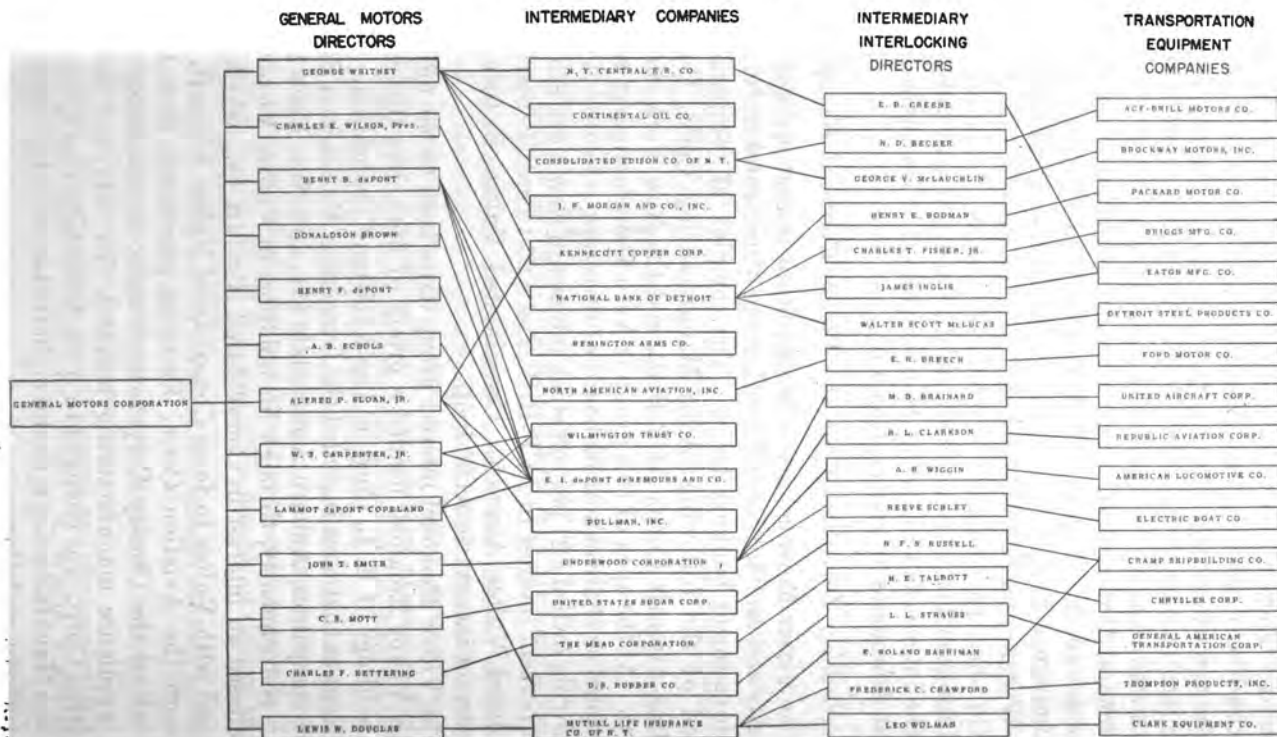 GENERAL MOTORS
DIRECTORS
INTERMEDIARY COMPANIES
INTERMEDIARY
INTERLOCKING
DIRECTORS
TRANSPORTATION
EQUIPMENT
COMPANIES
GENERAL MOTORS CORPORATION
GEORGE WHITNEY
CHARLES E. WILSON, Pres.
HENRY B. duPONT
DONALDSON BROWN
HENRY F. duPONT
A. B. ECHOLS
ALFRED P. SLOAN, JR.
W. S. CARPENTER, JR.
LAMMOT duPONT COPELAND
JOHN T. SMITH
C. S. MOTT
CHARLES F. KETTERING
LEWIS W. DOUGLAS
N. Y. CENTRAL R.R. CO.
CONTINENTAL OIL CO.
CONSOLIDATED EDISON CO. OF N. Y.
J. P. MORGAN AND CO., INC.
KENNECOTT COPPER CORP.
NATIONAL BANK OF DETROIT
REMINGTON ARMS CO.
NORTH AMERICAN AVIATION, INC.
WILMINGTON TRUST CO.
E. I. duPONT deNEMOURS AND CO.
PULLMAN, INC.
UNDERWOOD CORPORATION
UNITED STATES SUGAR CORP.
THE MEAD CORPORATION
U.S. RUBBER CO.
MUTUAL LIFE INSURANCE
CO. OF N. Y.
E. B. GREENE
N. D. BECKER
GEORGE V. McLAUGHLIN
HENRY E. BODMAN
CHARLES T. FISHER, JR.
JAMES INGLIS
WALTER SCOTT McLUCAS
E. R. BREECH
M. B. BRAINARD
R. L. CLARKSON
A. H. WIGGIN
REEVE SCHLEY
N. F. S. RUSSELL
H. E. TALBOTT
L. L. STRAUSS
E. ROLAND HARRIMAN
FREDERICK C. CRAWFORD
LEO WOLMAN
ACF-BRILL MOTORS CO.
BROCKWAY MOTORS, INC.
PACKARD MOTOR CO.
BRIGGS MFG. CO.
EATON MFG. CO.
DETROIT STEEL PRODUCTS CO.
FORD MOTOR CO.
UNITED AIRCRAFT CORP.
REPUBLIC AVIATION CORP.
AMERICAN LOCOMOTIVE CO.
ELECTRIC BOAT CO
CRAMP SHIPBUILDING CO.
CHRYSLER CORP.
GENERAL AMERICAN
TRANSPORTATION CORP.
THOMPSON PRODUCTS, INC.
CLARK EQUIPMENT CO.